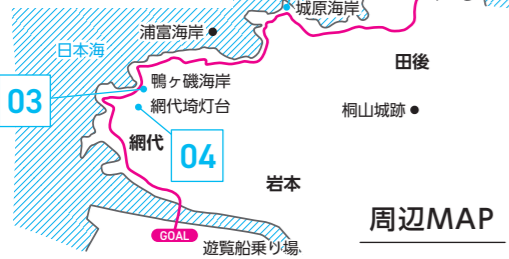 城原海岸
浦富海岸
日本海
田後
鴨ヶ磯海岸
03
網代埼灯台
桐山城跡
網代
04
岩本
周辺MAP
GOAL
遊覧船乗り場